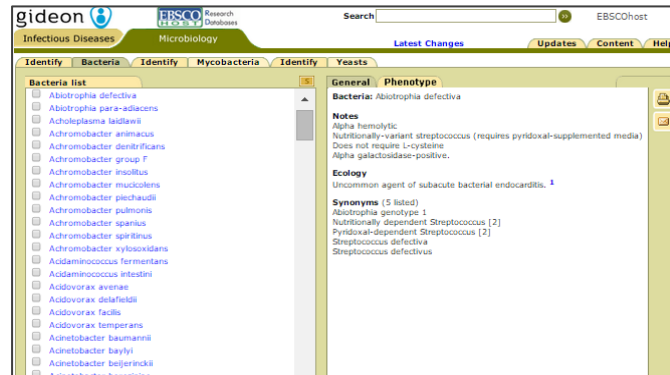 gideon
EBSCO Research
HOST Databases
Search
EBSCOhost
Infectious Diseases Microbiology
Latest Changes Updates Content Help
Identify Bacteria Identify Mycobacteria Identify Yeasts
Bacteria list
Abiotrophia defectiva
Abiotrophia para-adiacens
Acholeplasma laidlawii
Achromobacter animacus
Achromobacter denitrificans
Achromobacter group F
Achromobacter insolitus
Achromobacter mucicolens
Achromobacter piechaudii
Achromobacter pulmonis
Achromobacter spanius
Achromobacter spiritinus
Achromobacter xylosoxidans
Acidaminococcus fermentans
Acidaminococcus intestini
Acidovorax avenae
Acidovorax delafieldii
Acidovorax facilis
Acidovorax temperans
Acinetobacter baumannii
Acinetobacter baylyi
Acinetobacter beijerinckii
General Phenotype
Bacteria: Abiotrophia defectiva
Notes
Alpha hemolytic
Nutritionally-variant streptococcus (requires pyridoxal-supplemented media)
Does not require L-cysteine
Alpha galactosidase-positive.
Ecology
Uncommon agent of subacute bacterial endocarditis. 1
Synonyms (5 listed)
Abiotrophia genotype 1
Nutritionally dependent Streptococcus [2]
Pyridoxal-dependent Streptococcus [2]
Streptococcus defectiva
Streptococcus defectivus